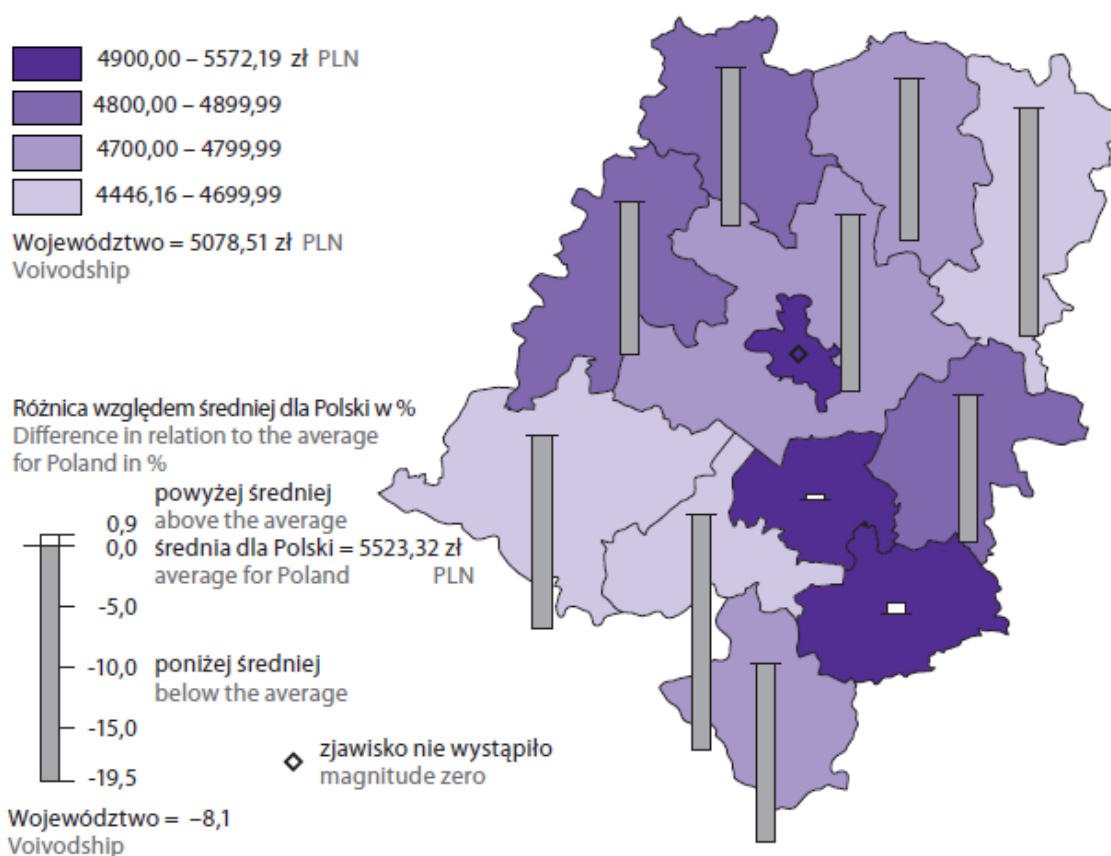 4900,00 – 5572,19 zł PLN
4800,00 – 4899,99
4700,00 – 4799,99
4446,16 – 4699,99
Województwo = 5078,51 zł PLN
Voivodship
Różnica względem średniej dla Polski w %
Difference in relation to the average
for Poland in %
powyżej średniej
above the average
0,9
0,0
średnia dla Polski = 5523,32 zł
average for Poland PLN
-5,0
-10,0
poniżej średniej
below the average
-15,0
-19,5
zjawisko nie wystąpiło
magnitude zero
Województwo = –8,1
Voivodship